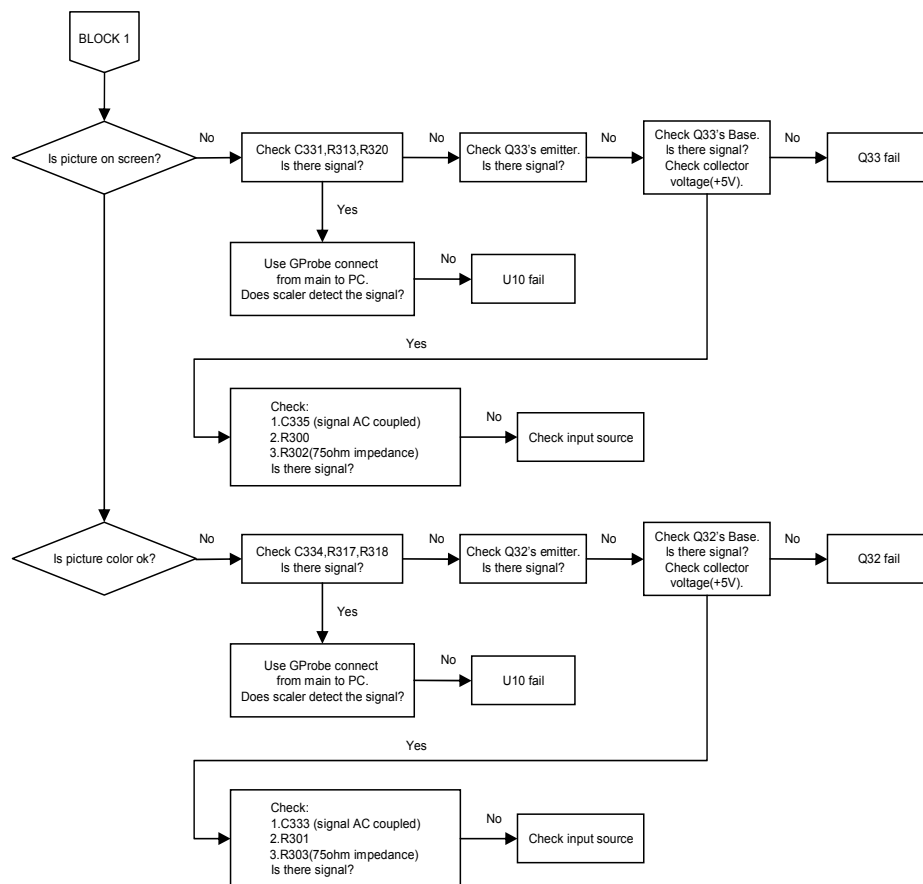 BLOCK 1
Is picture on screen?
No
Check C331,R313,R320
Is there signal?
No
Check Q33's emitter.
Is there signal?
No
Check Q33's Base.
Is there signal?
Check collector
voltage(+5V).
No
Q33 fail
Yes
Use GProbe connect
from main to PC.
Does scaler detect the signal?
No
U10 fail
Yes
Check:
1.C335 (signal AC coupled)
2.R300
3.R302(75ohm impedance)
Is there signal?
No
Check input source
Is picture color ok?
No
Check C334,R317,R318
Is there signal?
No
Check Q32's emitter.
Is there signal?
No
Check Q32's Base.
Is there signal?
Check collector
voltage(+5V).
No
Q32 fail
Yes
Use GProbe connect
from main to PC.
Does scaler detect the signal?
No
U10 fail
Yes
Check:
1.C333 (signal AC coupled)
2.R301
3.R303(75ohm impedance)
Is there signal?
No
Check input source